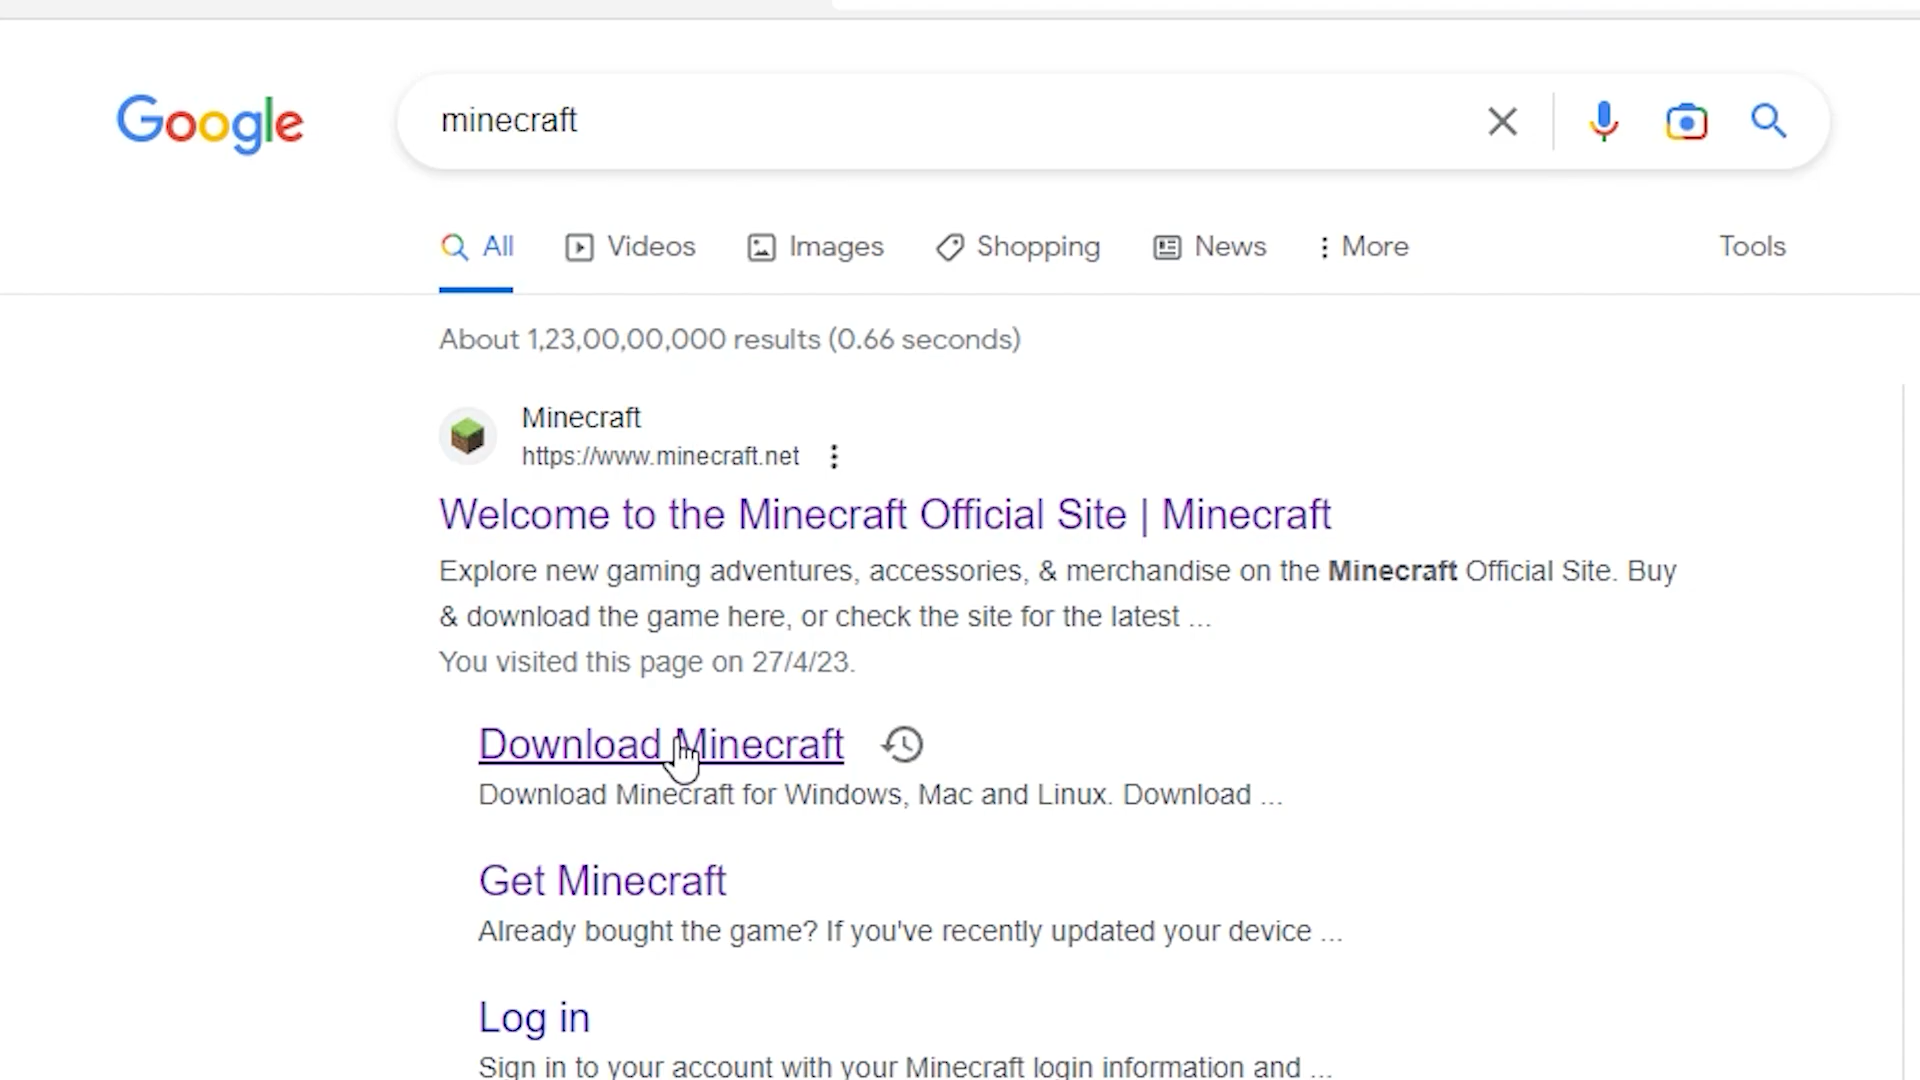 Google
minecraft
All Videos Images Shopping News More Tools
About 1,23,00,00,000 results (0.66 seconds)
Minecraft
https://www.minecraft.net
Welcome to the Minecraft Official Site | Minecraft
Explore new gaming adventures, accessories, & merchandise on the Minecraft Official Site. Buy
& download the game here, or check the site for the latest ...
You visited this page on 27/4/23.
Download Minecraft
Download Minecraft for Windows, Mac and Linux. Download ...
Get Minecraft
Already bought the game? If you've recently updated your device ...
Log in
Sign in to your account with your Minecraft login information and ...